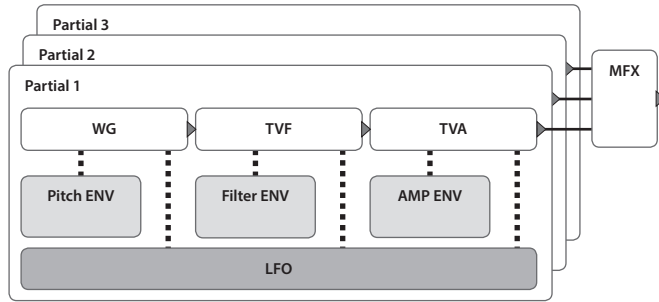 Partial 3
Partial 2
MFX
Partial 1
WG
TVF
TVA
Pitch ENV
Filter ENV
AMP ENV
LFO